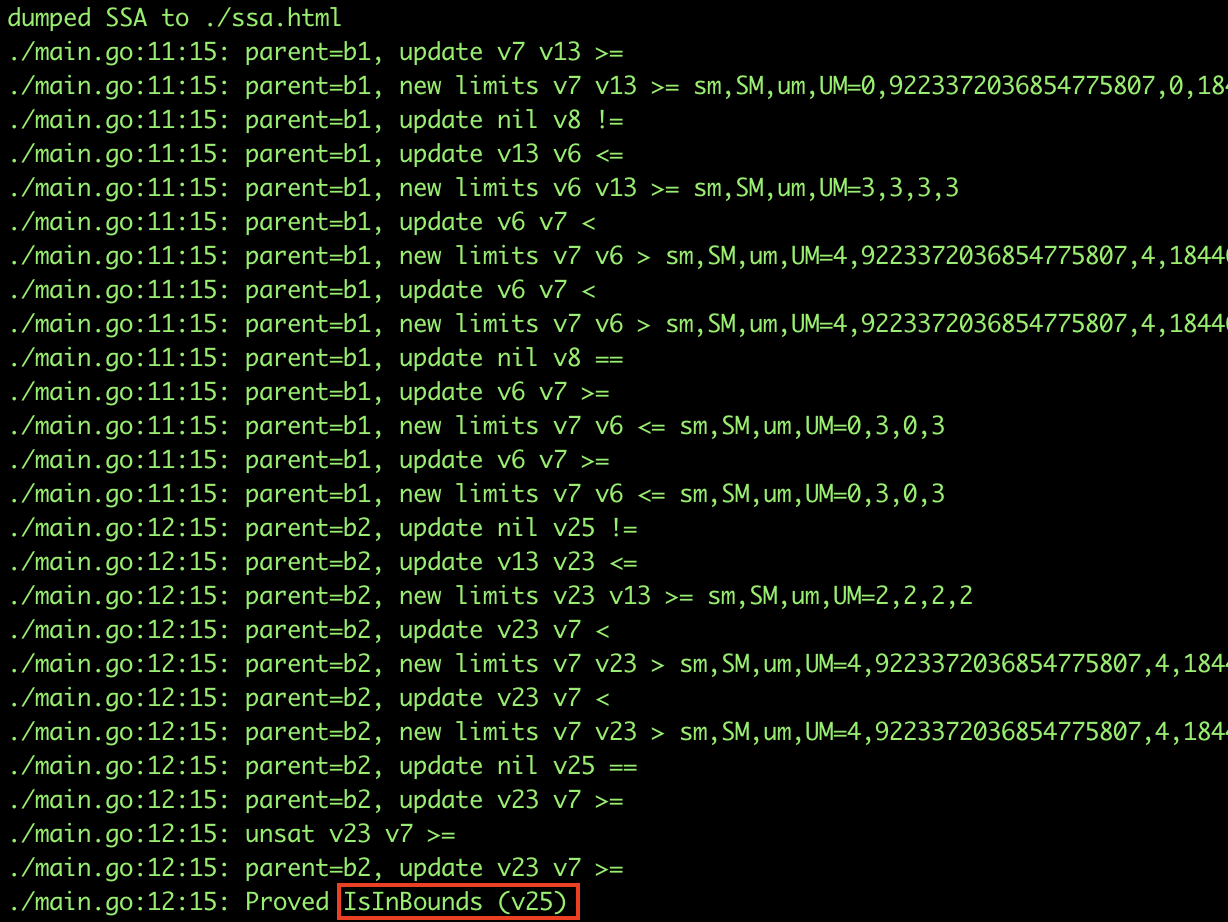 dumped SSA to ./ssa.html
./main.go:11:15: parent=b1, update v7 v13 >=
./main.go:11:15: parent=b1, new limits v7 v13 >= sm,SM,um,UM=0,9223372036854775807,0,184
./main.go:11:15: parent=b1, update nil v8 !=
./main.go:11:15: parent=b1, update v13 v6 <=
./main.go:11:15: parent=b1, new limits v6 v13 >= sm,SM,um,UM=3,3,3,3
./main.go:11:15: parent=b1, update v6 v7 <
./main.go:11:15: parent=b1, new limits v7 v6 > sm,SM,um,UM=4,9223372036854775807,4,18446
./main.go:11:15: parent=b1, update v6 v7 <
./main.go:11:15: parent=b1, new limits v7 v6 > sm,SM,um,UM=4,9223372036854775807,4,18446
./main.go:11:15: parent=b1, update nil v8 ==
./main.go:11:15: parent=b1, update v6 v7 >=
./main.go:11:15: parent=b1, new limits v7 v6 <= sm,SM,um,UM=0,3,0,3
./main.go:11:15: parent=b1, update v6 v7 >=
./main.go:11:15: parent=b1, new limits v7 v6 <= sm,SM,um,UM=0,3,0,3
./main.go:12:15: parent=b2, update nil v25 !=
./main.go:12:15: parent=b2, update v13 v23 <=
./main.go:12:15: parent=b2, new limits v23 v13 >= sm,SM,um,UM=2,2,2,2
./main.go:12:15: parent=b2, update v23 v7 <
./main.go:12:15: parent=b2, new limits v7 v23 > sm,SM,um,UM=4,9223372036854775807,4,1844
./main.go:12:15: parent=b2, update v23 v7 <
./main.go:12:15: parent=b2, new limits v7 v23 > sm,SM,um,UM=4,9223372036854775807,4,1844
./main.go:12:15: parent=b2, update nil v25 ==
./main.go:12:15: parent=b2, update v23 v7 >=
./main.go:12:15: unsat v23 v7 >=
./main.go:12:15: parent=b2, update v23 v7 >=
./main.go:12:15: Proved IsInBounds (v25)